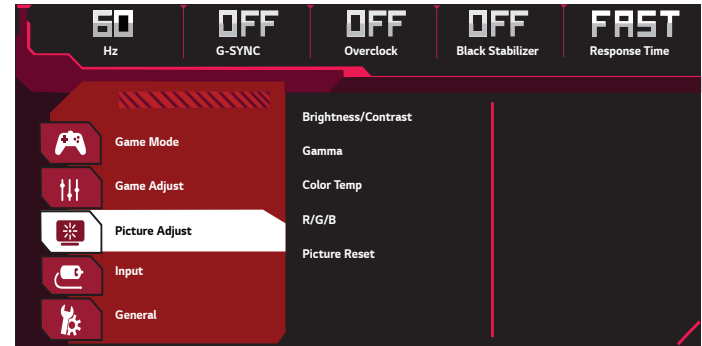 60 OFF OFF OFF FAST
Hz G-SYNC Overclock Black Stabilizer Response Time
Game Mode
Game Adjust
Picture Adjust
Input
General
Brightness/Contrast
Gamma
Color Temp
R/G/B
Picture Reset